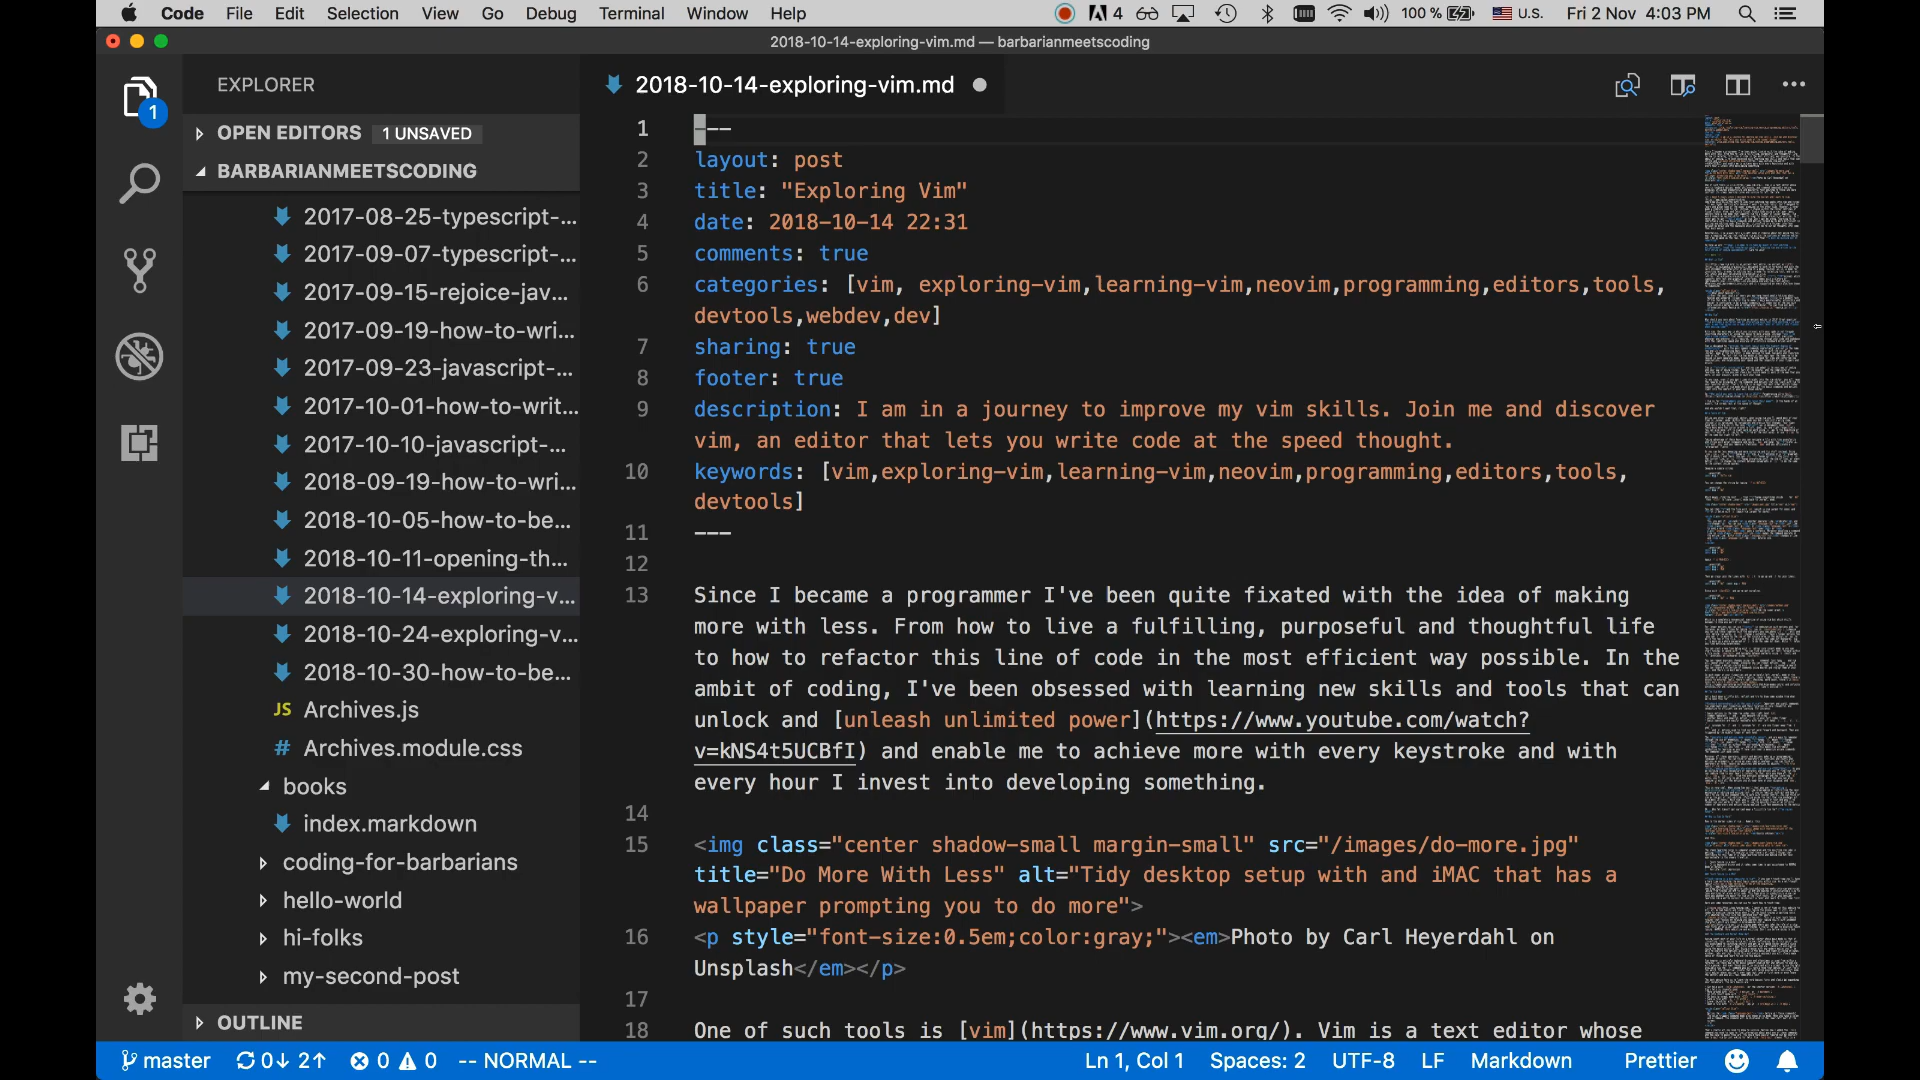 Code File Edit Selection View Go Debug Terminal Window Help 4 100 % U.S. Fri 2 Nov 4:03 PM
2018-10-14-exploring-vim.md — barbarianmeetscoding
EXPLORER
1
OPEN EDITORS 1 UNSAVED
BARBARIANMEETSCODING
2017-08-25-typescript-...
2017-09-07-typescript-...
2017-09-15-rejoice-jav...
2017-09-19-how-to-wri...
2017-09-23-javascript-...
2017-10-01-how-to-writ...
2017-10-10-javascript-...
2018-09-19-how-to-wri...
2018-10-05-how-to-be...
2018-10-11-opening-th...
2018-10-14-exploring-v...
2018-10-24-exploring-v...
2018-10-30-how-to-be...
JS Archives.js
# Archives.module.css
books
index.markdown
coding-for-barbarians
hello-world
hi-folks
my-second-post
OUTLINE
2018-10-14-exploring-vim.md
1 ---
2 layout: post
3 title: "Exploring Vim"
4 date: 2018-10-14 22:31
5 comments: true
6 categories: [vim, exploring-vim,learning-vim,neovim,programming,editors,tools,
devtools,webdev,dev]
7 sharing: true
8 footer: true
9 description: I am in a journey to improve my vim skills. Join me and discover
vim, an editor that lets you write code at the speed thought.
10 keywords: [vim,exploring-vim,learning-vim,neovim,programming,editors,tools,
devtools]
11 ---
12
13 Since I became a programmer I've been quite fixated with the idea of making
more with less. From how to live a fulfilling, purposeful and thoughtful life
to how to refactor this line of code in the most efficient way possible. In the
ambit of coding, I've been obsessed with learning new skills and tools that can
unlock and [unleash unlimited power](https://www.youtube.com/watch?
v=kNS4t5UCBfI) and enable me to achieve more with every keystroke and with
every hour I invest into developing something.
14
15 <img class="center shadow-small margin-small" src="/images/do-more.jpg"
title="Do More With Less" alt="Tidy desktop setup with and iMAC that has a
wallpaper prompting you to do more">
16 <p style="font-size:0.5em;color:gray;"><em>Photo by Carl Heyerdahl on
Unsplash</em></p>
17
18 One of such tools is [vim](https://www.vim.org/). Vim is a text editor whose
master 0↓ 2↑ 0 0 -- NORMAL -- Ln 1, Col 1 Spaces: 2 UTF-8 LF Markdown Prettier